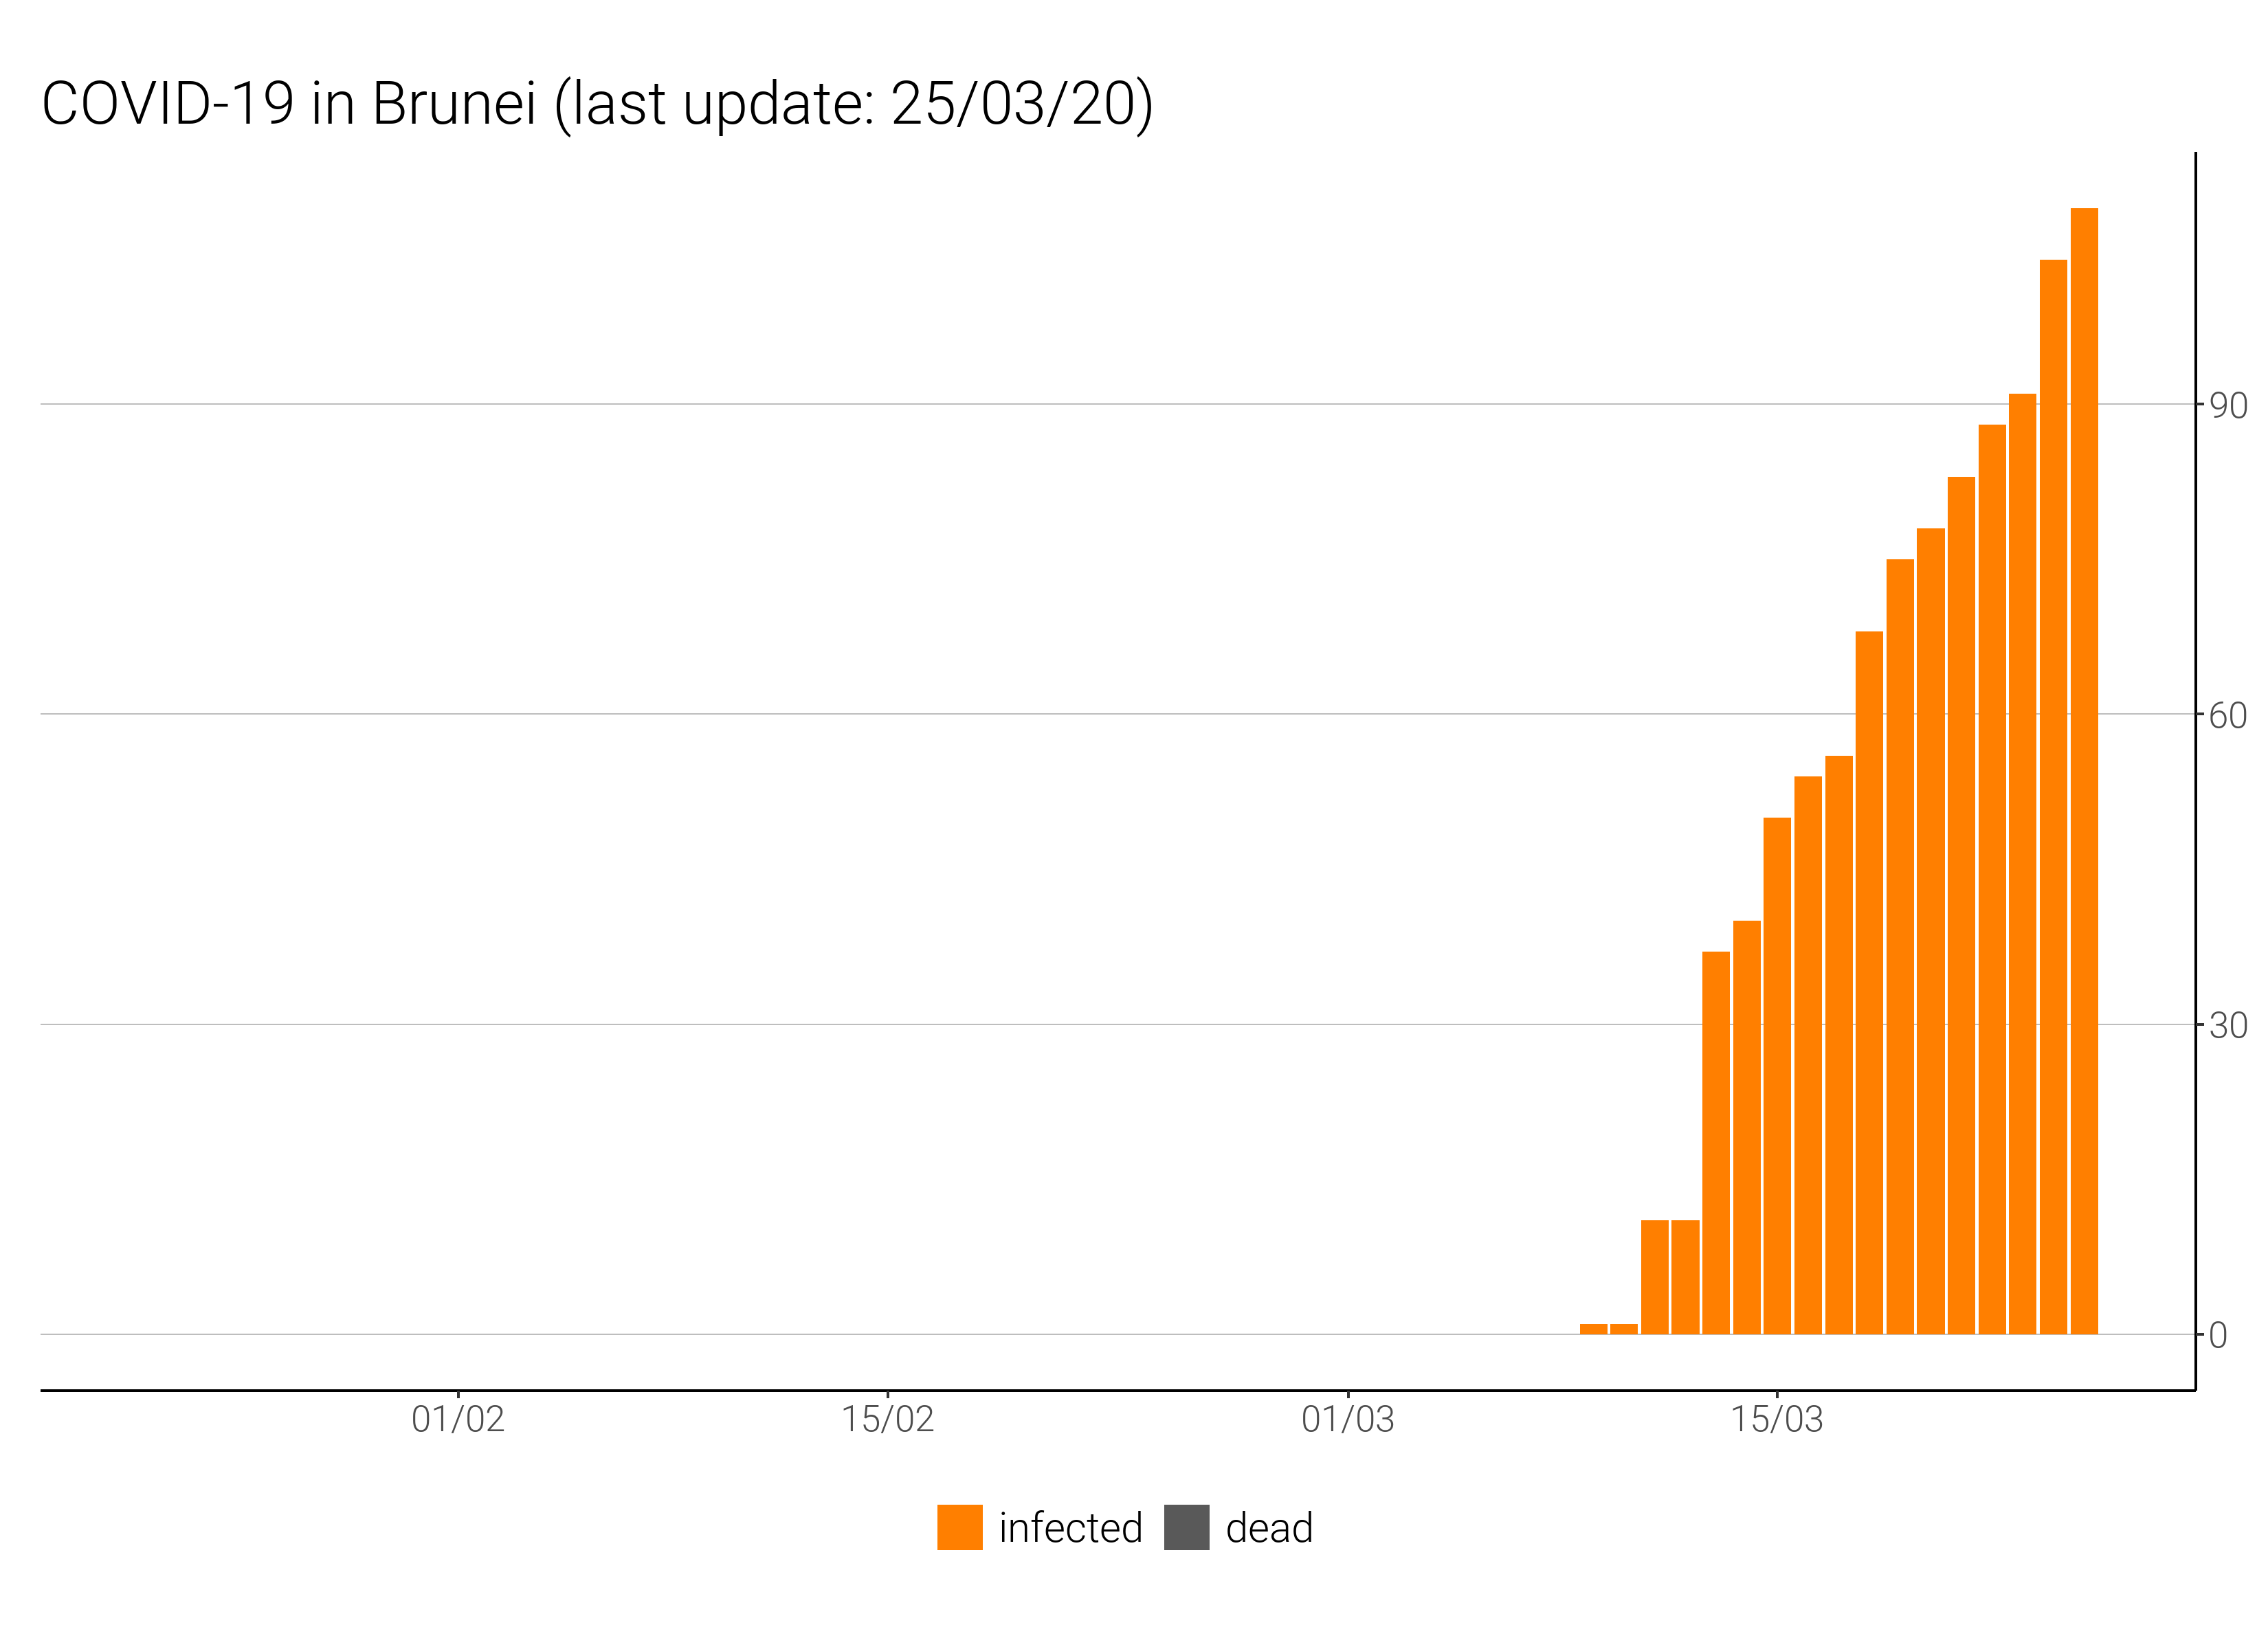 COVID-19 in Brunei (last update: 25/03/20)
90
60
30
0
01/02 15/02 01/03 15/03
infected dead